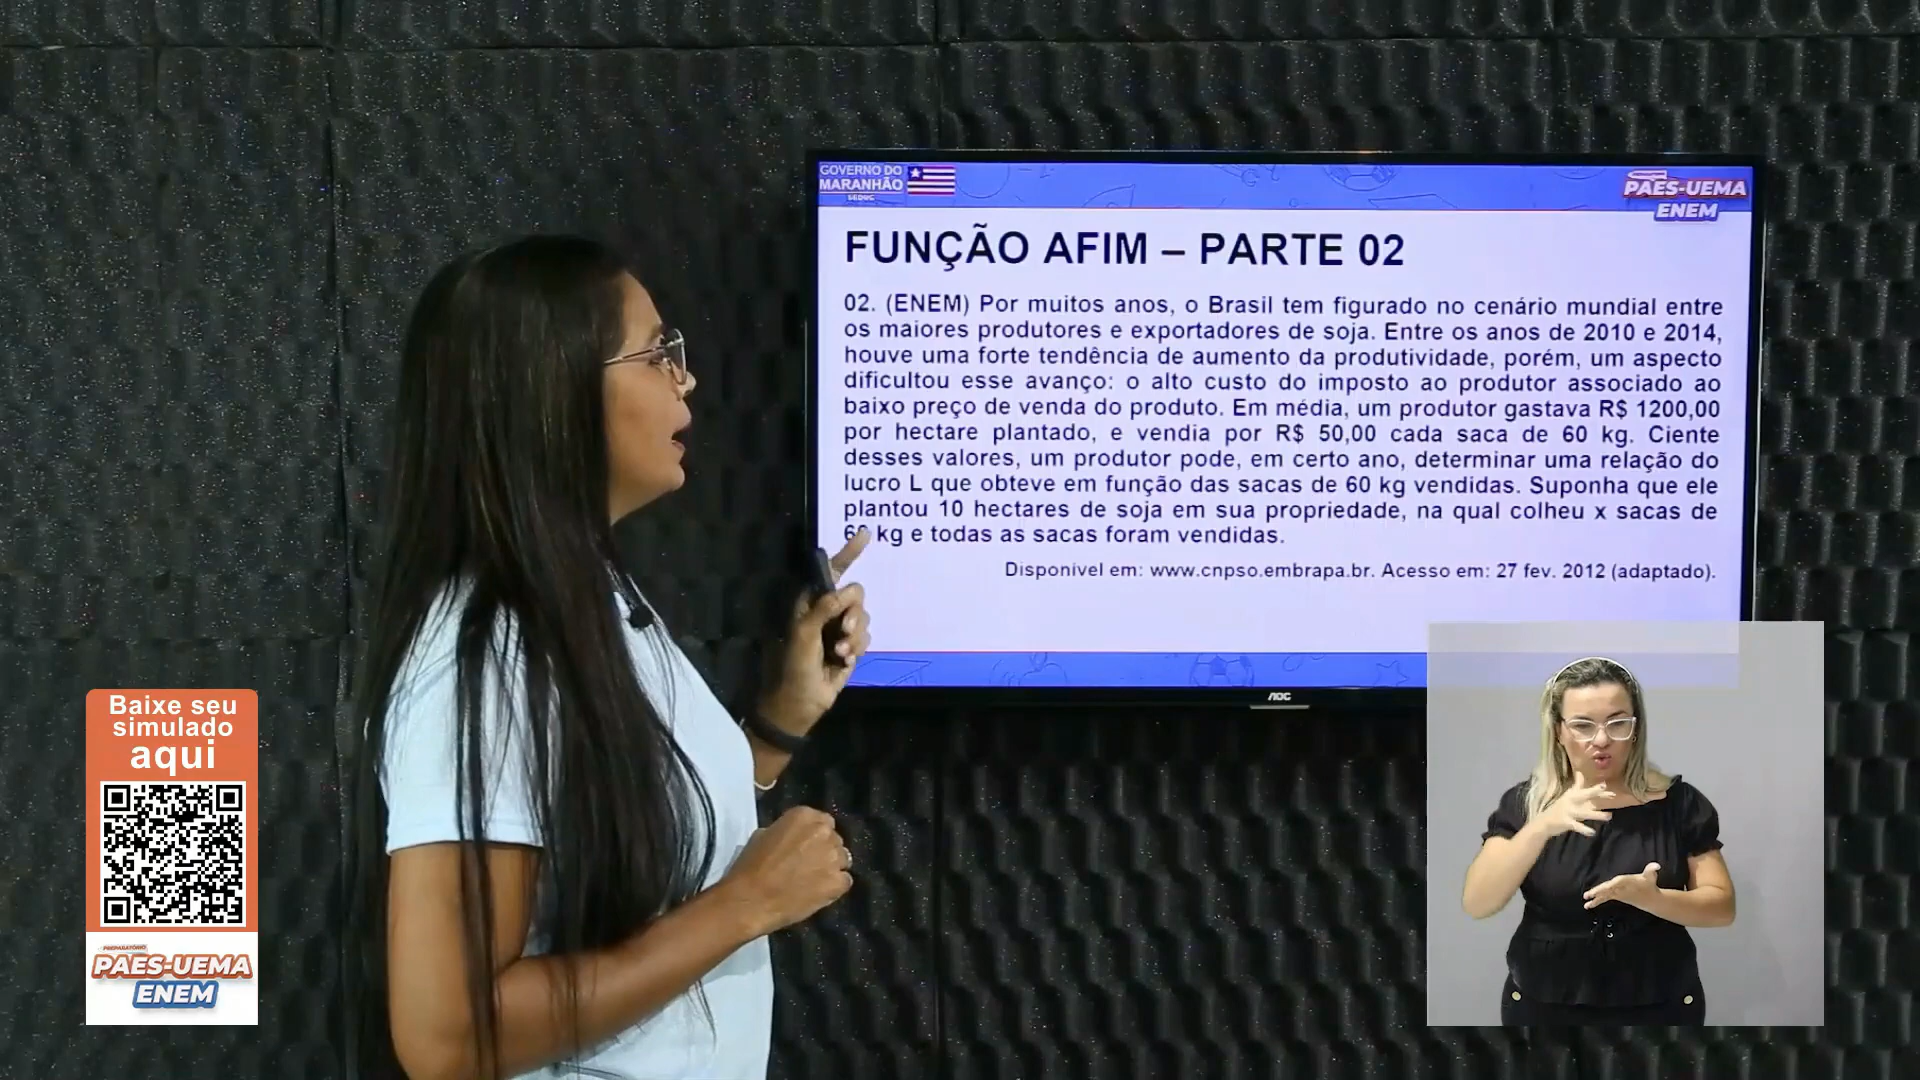 GOVERNO DO
MARANHÃO
SEDUC
PAES-UEMA
ENEM
FUNÇÃO AFIM – PARTE 02
02. (ENEM) Por muitos anos, o Brasil tem figurado no cenário mundial entre
os maiores produtores e exportadores de soja. Entre os anos de 2010 e 2014,
houve uma forte tendência de aumento da produtividade, porém, um aspecto
dificultou esse avanço: o alto custo do imposto ao produtor associado ao
baixo preço de venda do produto. Em média, um produtor gastava R$ 1200,00
por hectare plantado, e vendia por R$ 50,00 cada saca de 60 kg. Ciente
desses valores, um produtor pode, em certo ano, determinar uma relação do
lucro L que obteve em função das sacas de 60 kg vendidas. Suponha que ele
plantou 10 hectares de soja em sua propriedade, na qual colheu x sacas de
60 kg e todas as sacas foram vendidas.
Disponivel em: www.cnpso.embrapa.br. Acesso em: 27 fev. 2012 (adaptado).
AOC
Baixe seu
simulado
aqui
PREPARATÓRIO
PAES-UEMA
ENEM